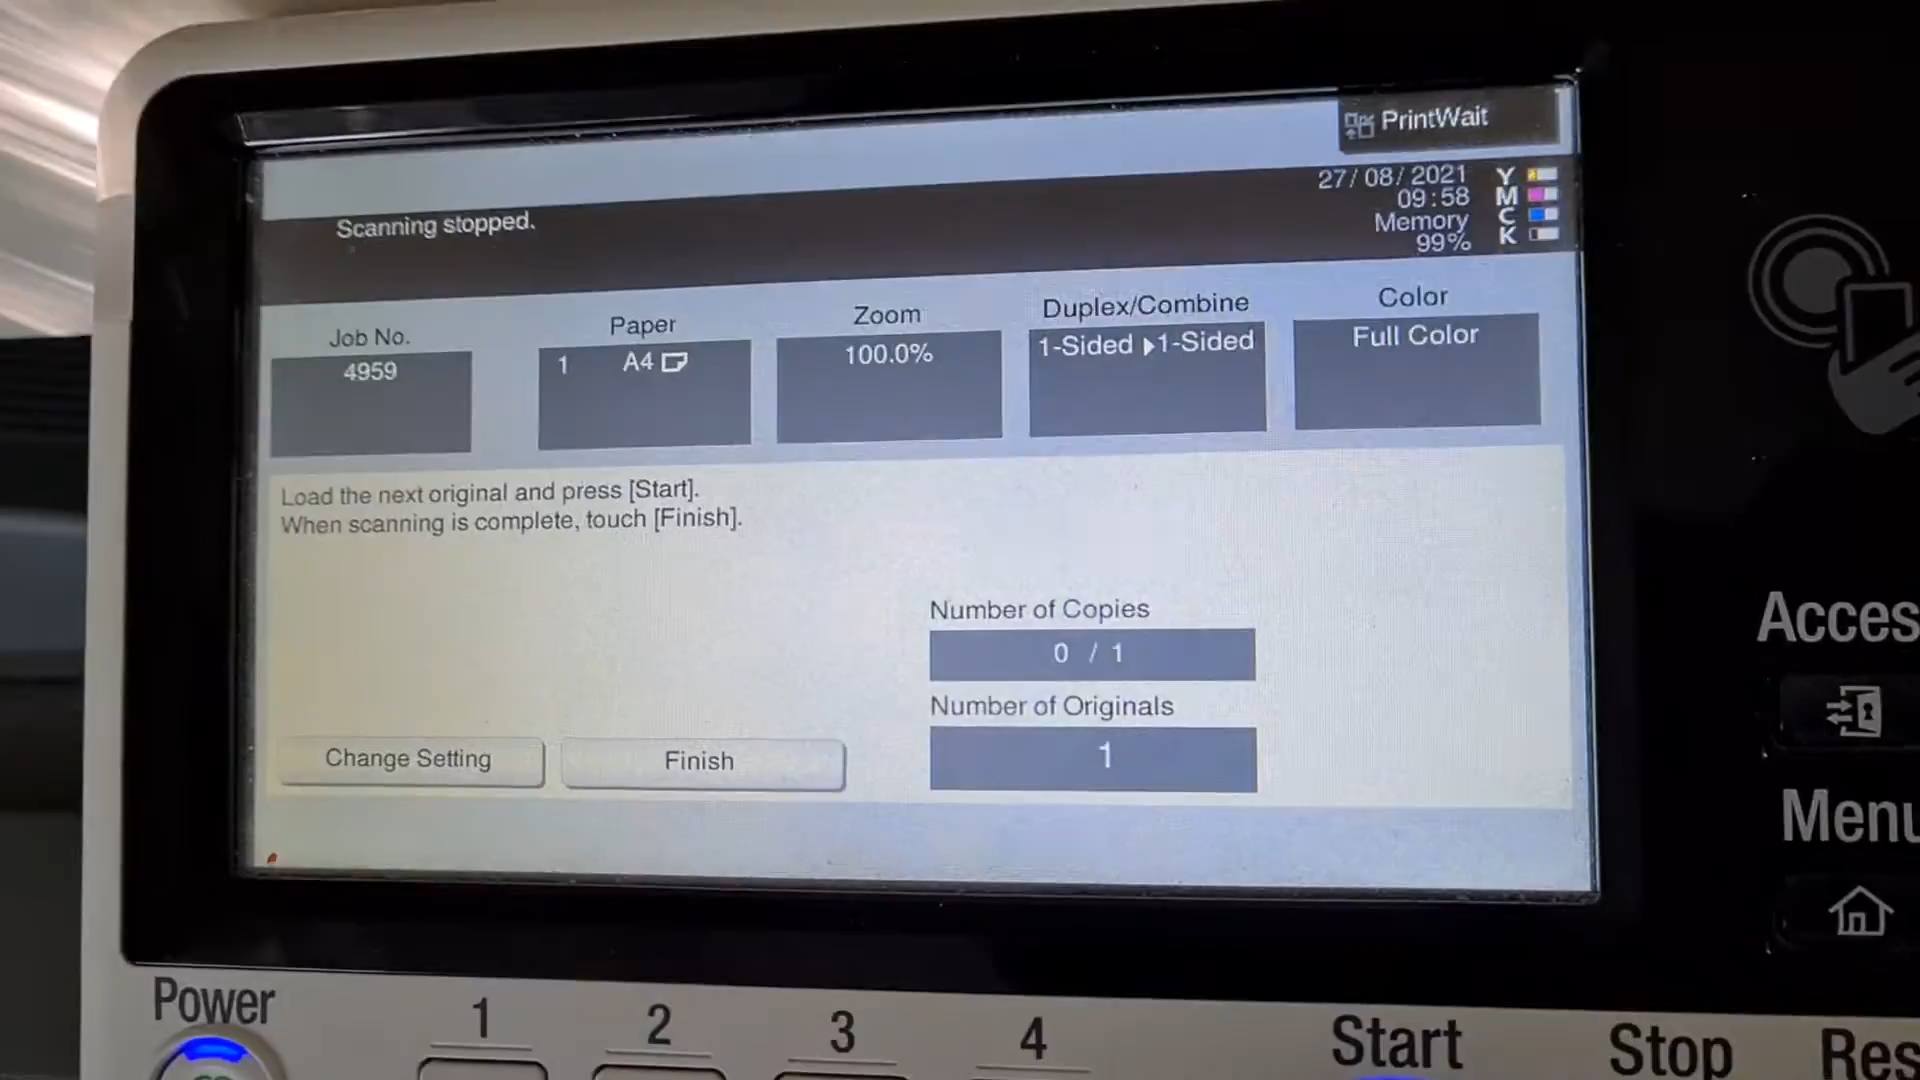 PrintWait
27/08/2021
09:58
Memory
99%
Y
M
C
K
Scanning stopped.
Job No.
4959
Paper
1 A4
Zoom
100.0%
Duplex/Combine
1-Sided ▶1-Sided
Color
Full Color
Load the next original and press [Start].
When scanning is complete, touch [Finish].
Number of Copies
0 / 1
Number of Originals
1
Change Setting
Finish
Acces
Menu
Power
1
2
3
4
Start
Stop
Res